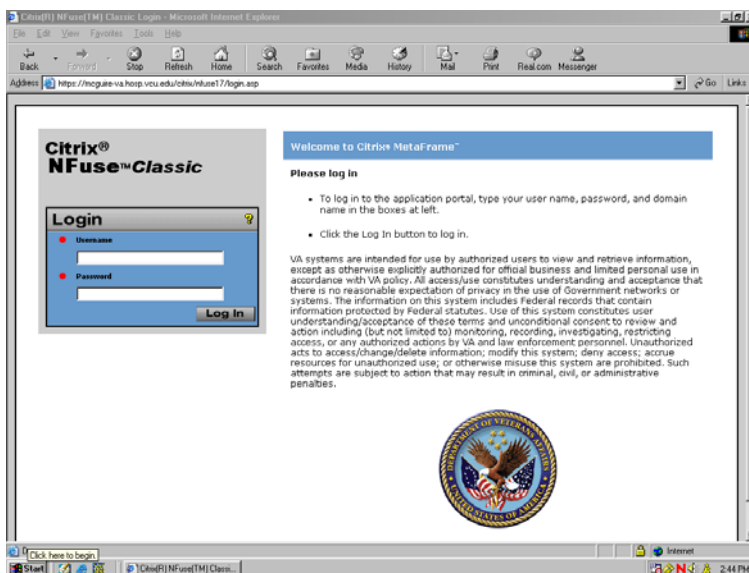 Citrix(R) NFuse(TM) Classic Login - Microsoft Internet Explorer
File Edit View Favorites Tools Help
Back Forward Stop Refresh Home Search Favorites Media History Mail Print Real.com Messenger
Address https://mcguire-va.hosp.vcu.edu/citrix/nfuse17/login.asp Go Links
Citrix®
NFuse™Classic
Login ?
Username
Password
Log In
Welcome to Citrix® MetaFrame™
Please log in
• To log in to the application portal, type your user name, password, and domain
name in the boxes at left.
• Click the Log In button to log in.
VA systems are intended for use by authorized users to view and retrieve information,
except as otherwise explicitly authorized for official business and limited personal use in
accordance with VA policy. All access/use constitutes understanding and acceptance that
there is no reasonable expectation of privacy in the use of Government networks or
systems. The information on this system includes Federal records that contain
information protected by Federal statutes. Use of this system constitutes user
understanding/acceptance of these terms and unconditional consent to review and
action including (but not limited to) monitoring, recording, investigating, restricting
access, or any authorized actions by VA and law enforcement personnel. Unauthorized
acts to access/change/delete information; modify this system; deny access; accrue
resources for unauthorized use; or otherwise misuse this system are prohibited. Such
attempts are subject to action that may result in criminal, civil, or administrative
penalties.
DEPARTMENT OF VETERANS AFFAIRS
UNITED STATES OF AMERICA
Click here to begin.
Internet
Start
Citrix(R) NFuse(TM) Classi...
2:44 PM